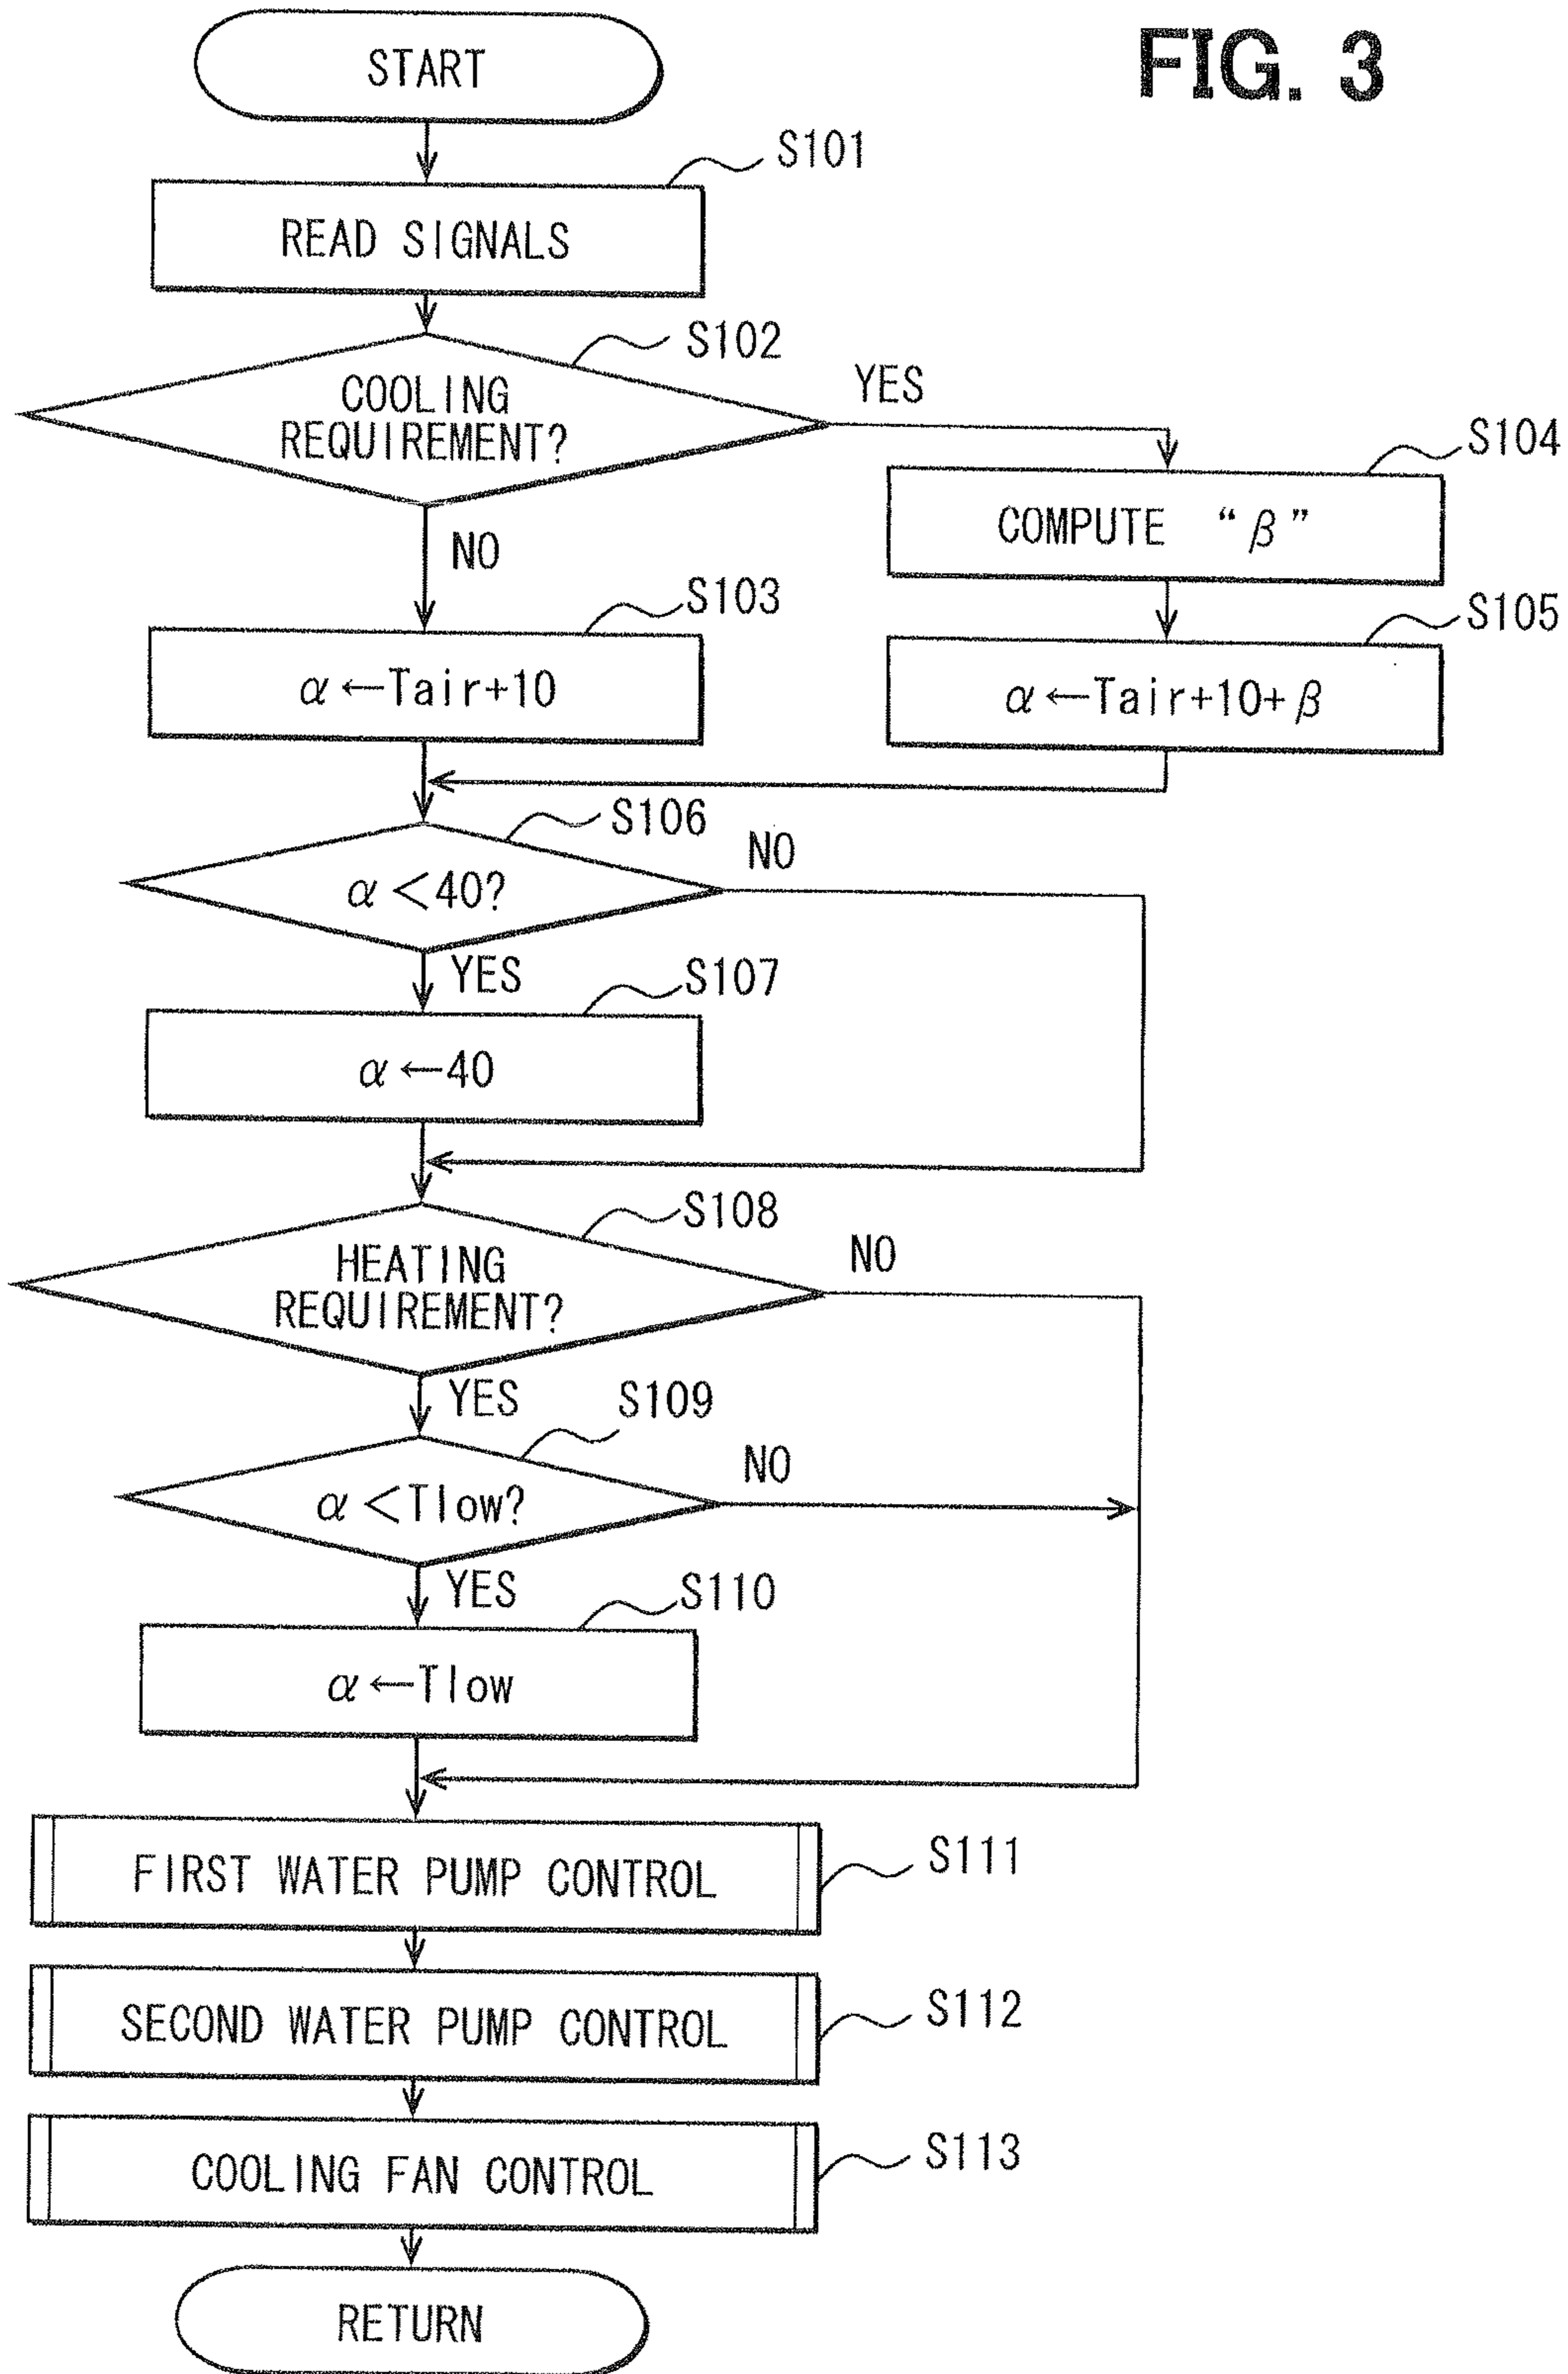 FIG. 3
START
S101
READ SIGNALS
S102
COOLING
REQUIREMENT?
YES
NO
S104
COMPUTE “β”
S103
α←Tair+10
S105
α←Tair+10+β
S106
α<40?
NO
YES
S107
α←40
S108
HEATING
REQUIREMENT?
NO
YES
S109
α<Tlow?
NO
YES
S110
α←Tlow
FIRST WATER PUMP CONTROL
S111
SECOND WATER PUMP CONTROL
S112
COOLING FAN CONTROL
S113
RETURN